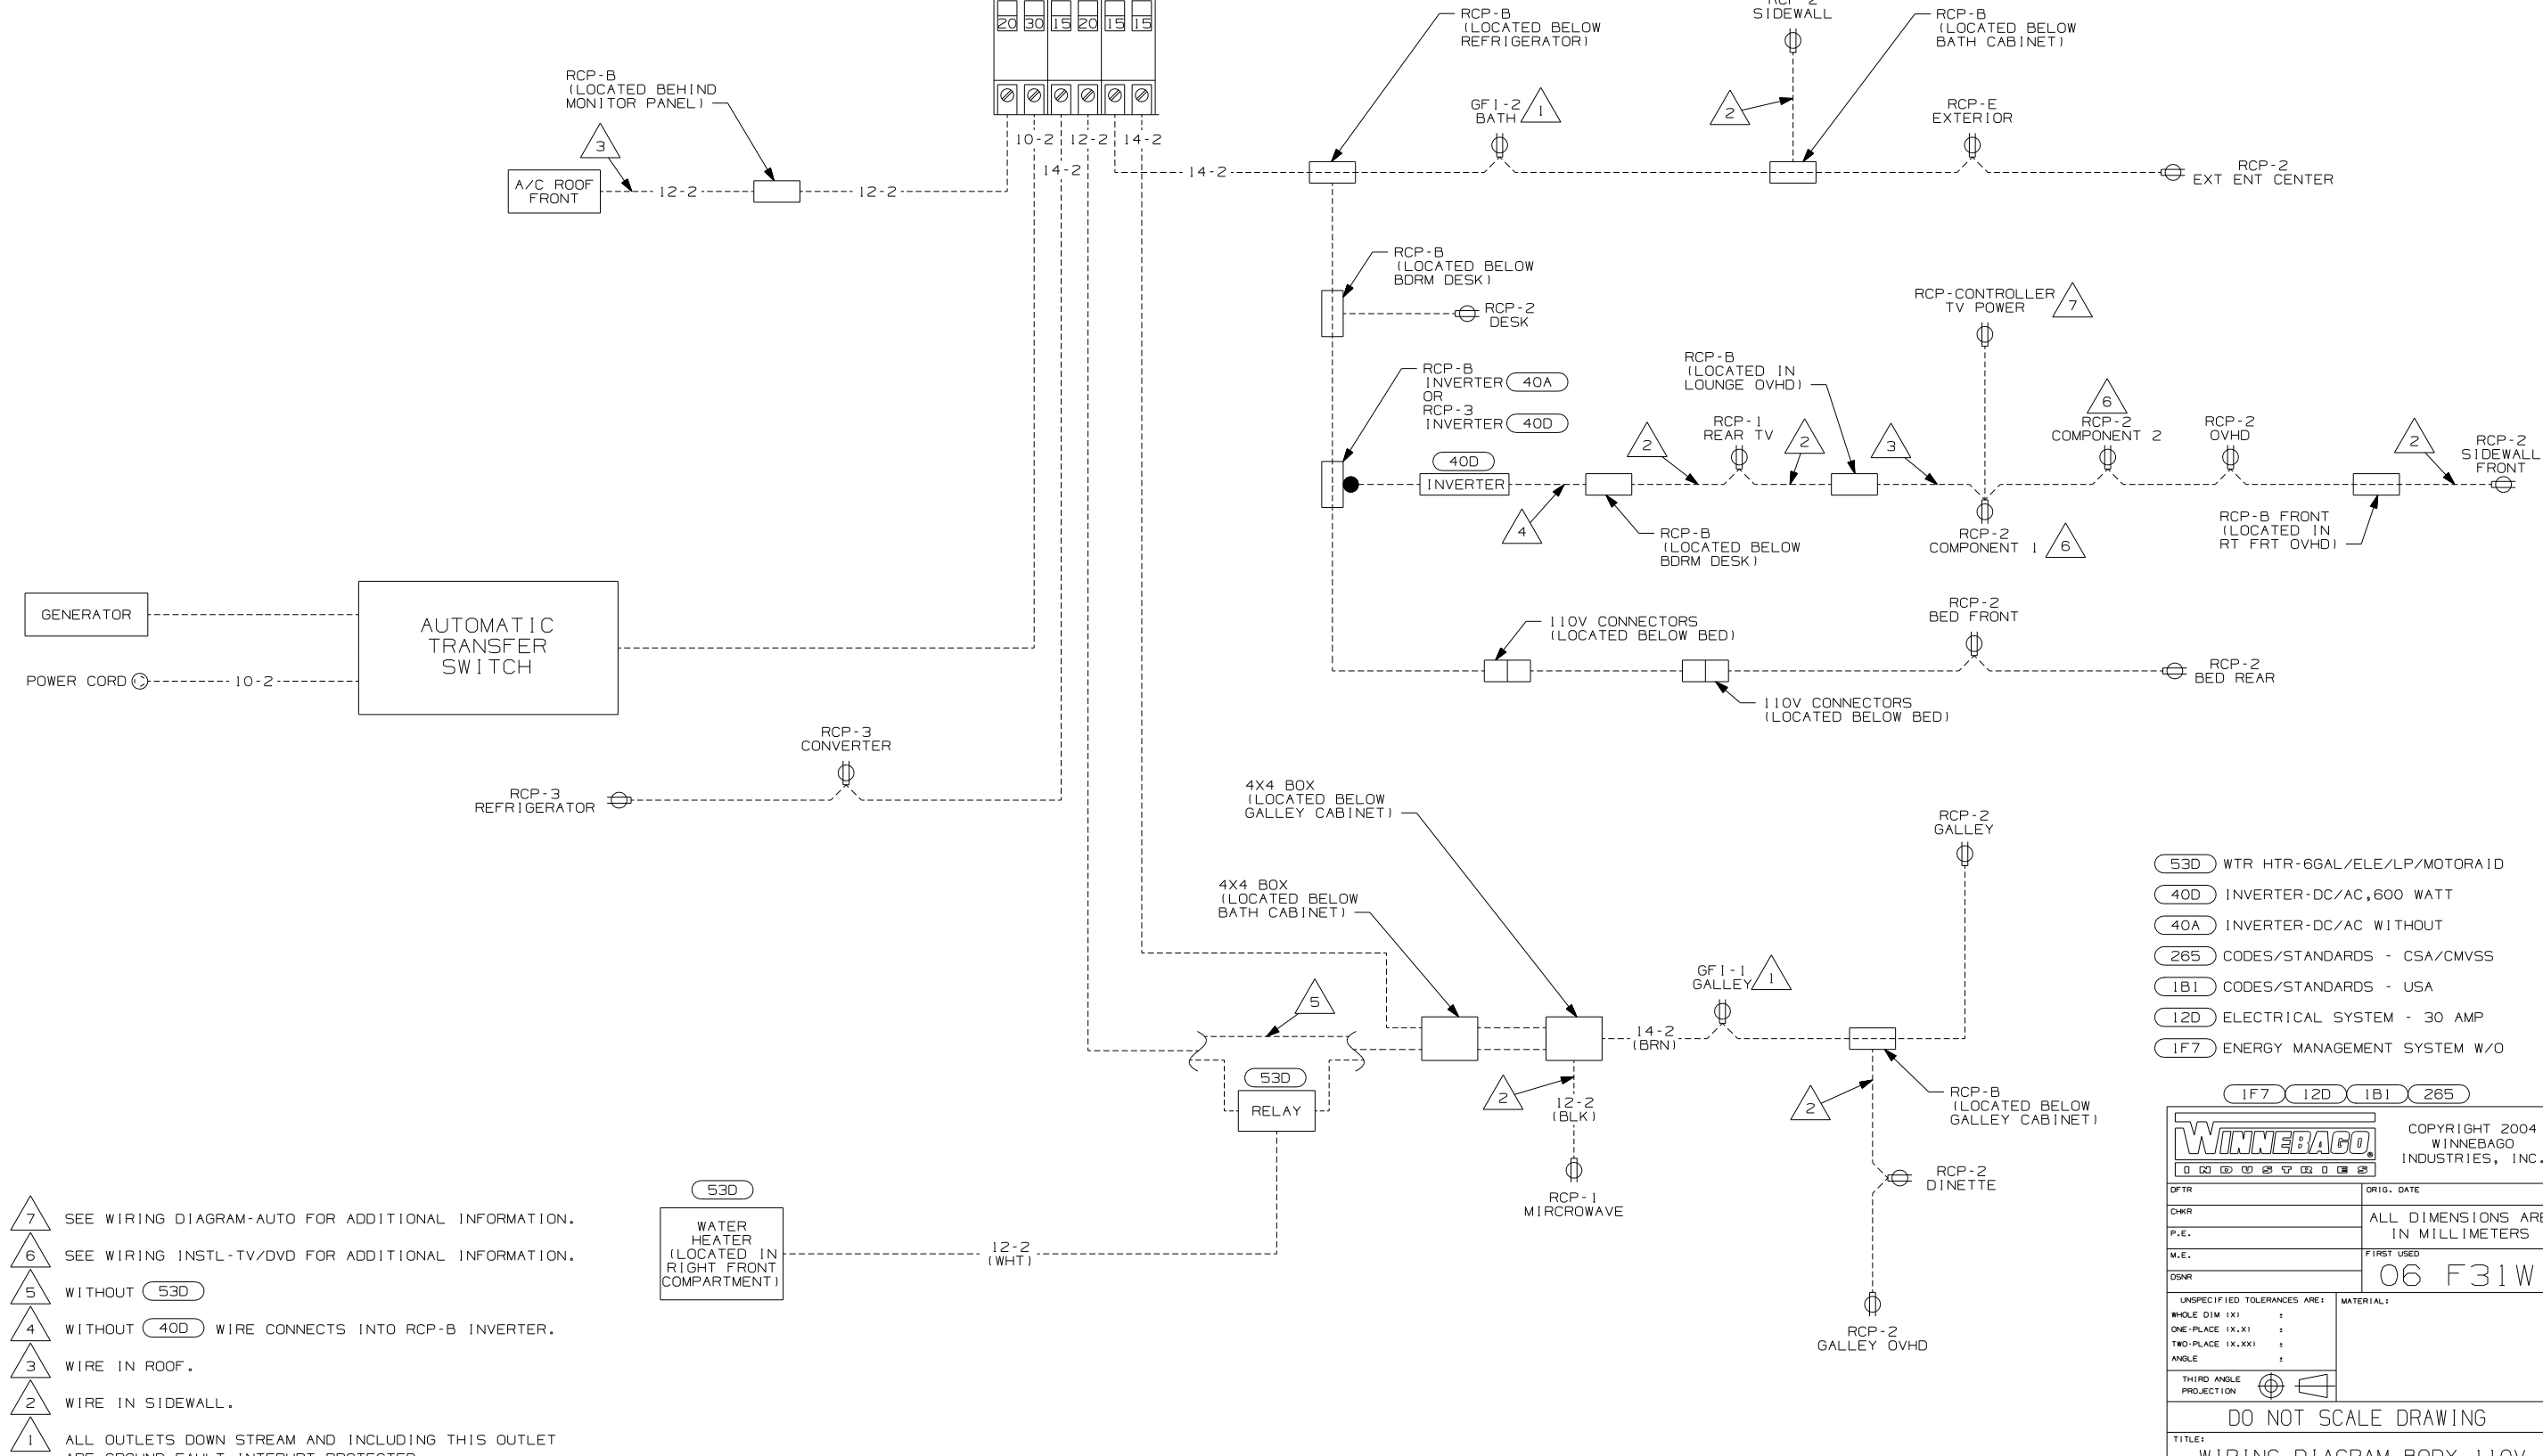 20 30 15 20 15 15
RCP-B
(LOCATED BELOW
REFRIGERATOR)
SIDEWALL
RCP-B
(LOCATED BELOW
BATH CABINET)
RCP-B
(LOCATED BEHIND
MONITOR PANEL)
3
GFI-2
BATH
1
2
RCP-E
EXTERIOR
10-2 12-2 14-2
14-2
14-2
RCP-2
EXT ENT CENTER
A/C ROOF
FRONT
12-2
12-2
RCP-B
(LOCATED BELOW
BDRM DESK)
RCP-2
DESK
RCP-CONTROLLER
TV POWER
7
RCP-B
INVERTER 40A
OR
RCP-3
INVERTER 40D
RCP-B
(LOCATED IN
LOUNGE OVHD)
40D
INVERTER
2
RCP-1
REAR TV
2
3
6
RCP-2
COMPONENT 2
RCP-2
OVHD
2
RCP-2
SIDEWALL
FRONT
4
RCP-B
(LOCATED BELOW
BDRM DESK)
RCP-2
COMPONENT 1
6
RCP-B FRONT
(LOCATED IN
RT FRT OVHD)
GENERATOR
AUTOMATIC
TRANSFER
SWITCH
POWER CORD
10-2
110V CONNECTORS
(LOCATED BELOW BED)
RCP-2
BED FRONT
RCP-2
BED REAR
110V CONNECTORS
(LOCATED BELOW BED)
RCP-3
CONVERTER
RCP-3
REFRIGERATOR
4X4 BOX
(LOCATED BELOW
GALLEY CABINET)
RCP-2
GALLEY
4X4 BOX
(LOCATED BELOW
BATH CABINET)
53D WTR HTR-6GAL/ELE/LP/MOTORAID
40D INVERTER-DC/AC,600 WATT
40A INVERTER-DC/AC WITHOUT
265 CODES/STANDARDS - CSA/CMVSS
1B1 CODES/STANDARDS - USA
12D ELECTRICAL SYSTEM - 30 AMP
1F7 ENERGY MANAGEMENT SYSTEM W/O
5
GFI-1
GALLEY
1
14-2
(BRN)
53D
RELAY
2
12-2
(BLK)
2
RCP-B
(LOCATED BELOW
GALLEY CABINET)
RCP-1
MIRCROWAVE
RCP-2
DINETTE
RCP-2
GALLEY OVHD
53D
WATER
HEATER
(LOCATED IN
RIGHT FRONT
COMPARTMENT)
12-2
(WHT)
7 SEE WIRING DIAGRAM-AUTO FOR ADDITIONAL INFORMATION.
6 SEE WIRING INSTL-TV/DVD FOR ADDITIONAL INFORMATION.
5 WITHOUT 53D
4 WITHOUT 40D WIRE CONNECTS INTO RCP-B INVERTER.
3 WIRE IN ROOF.
2 WIRE IN SIDEWALL.
1 ALL OUTLETS DOWN STREAM AND INCLUDING THIS OUTLET
1F7 12D 1B1 265
WINNEBAGO
INDUSTRIES
COPYRIGHT 2004
WINNEBAGO
INDUSTRIES, INC.
DFTR
ORIG. DATE
CHKR
ALL DIMENSIONS ARE
IN MILLIMETERS
P.E.
M.E.
FIRST USED
06 F31W
DSNR
UNSPECIFIED TOLERANCES ARE:
MATERIAL:
WHOLE DIM (X) :
ONE-PLACE (X.X) :
TWO-PLACE (X.XX) :
ANGLE :
THIRD ANGLE
PROJECTION
DO NOT SCALE DRAWING
TITLE:
WIRING DIAGRAM-BODY 110V